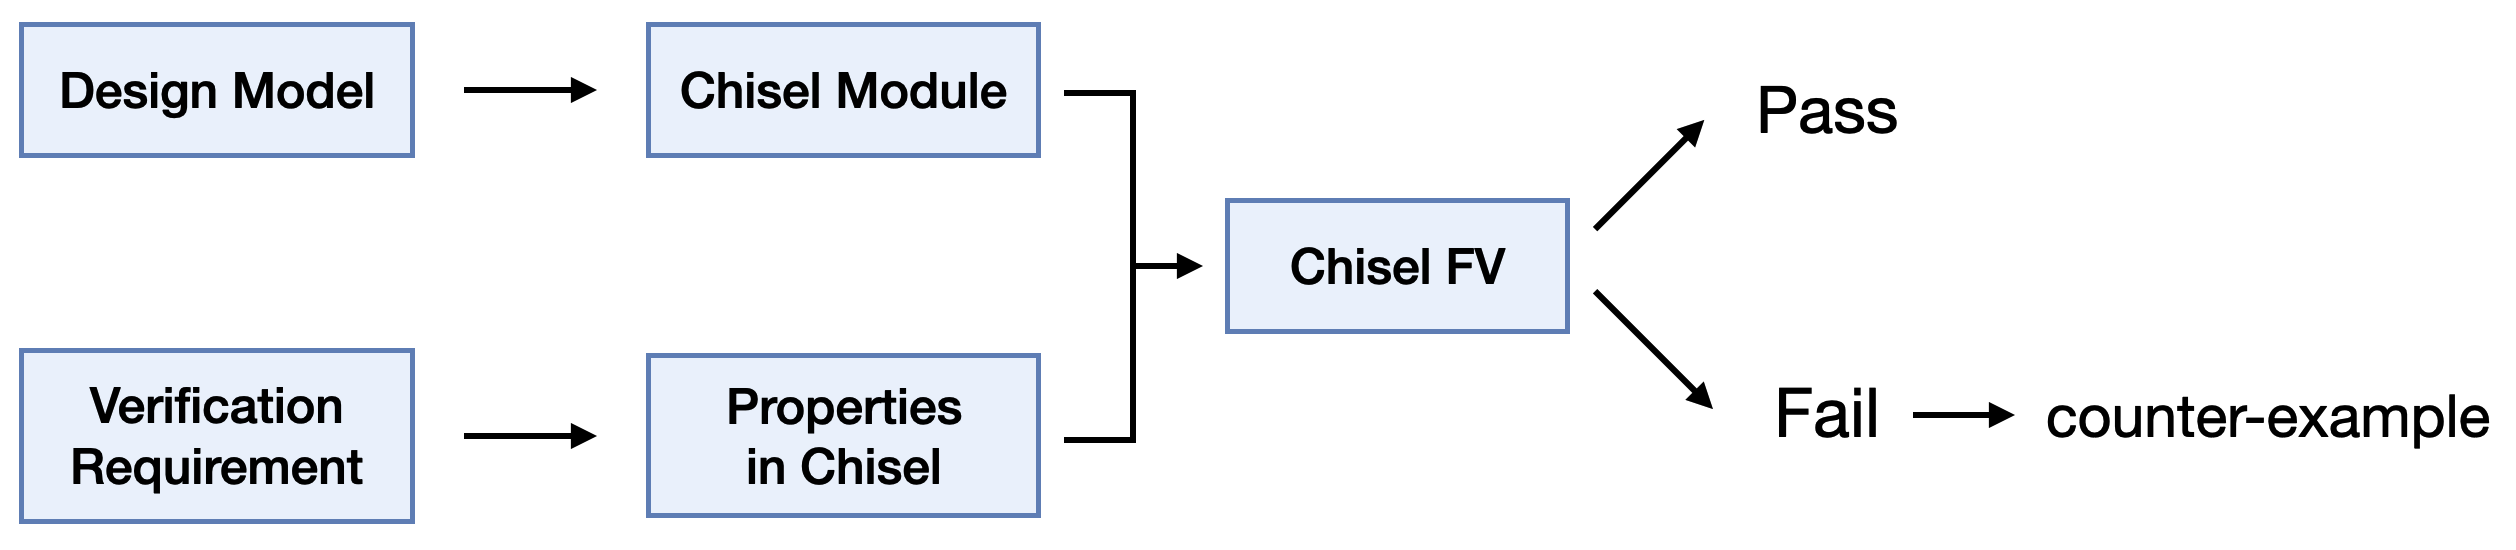 Design Model
Chisel Module
Pass
Chisel FV
Verification
Requirement
Properties
in Chisel
Fail
counter-example